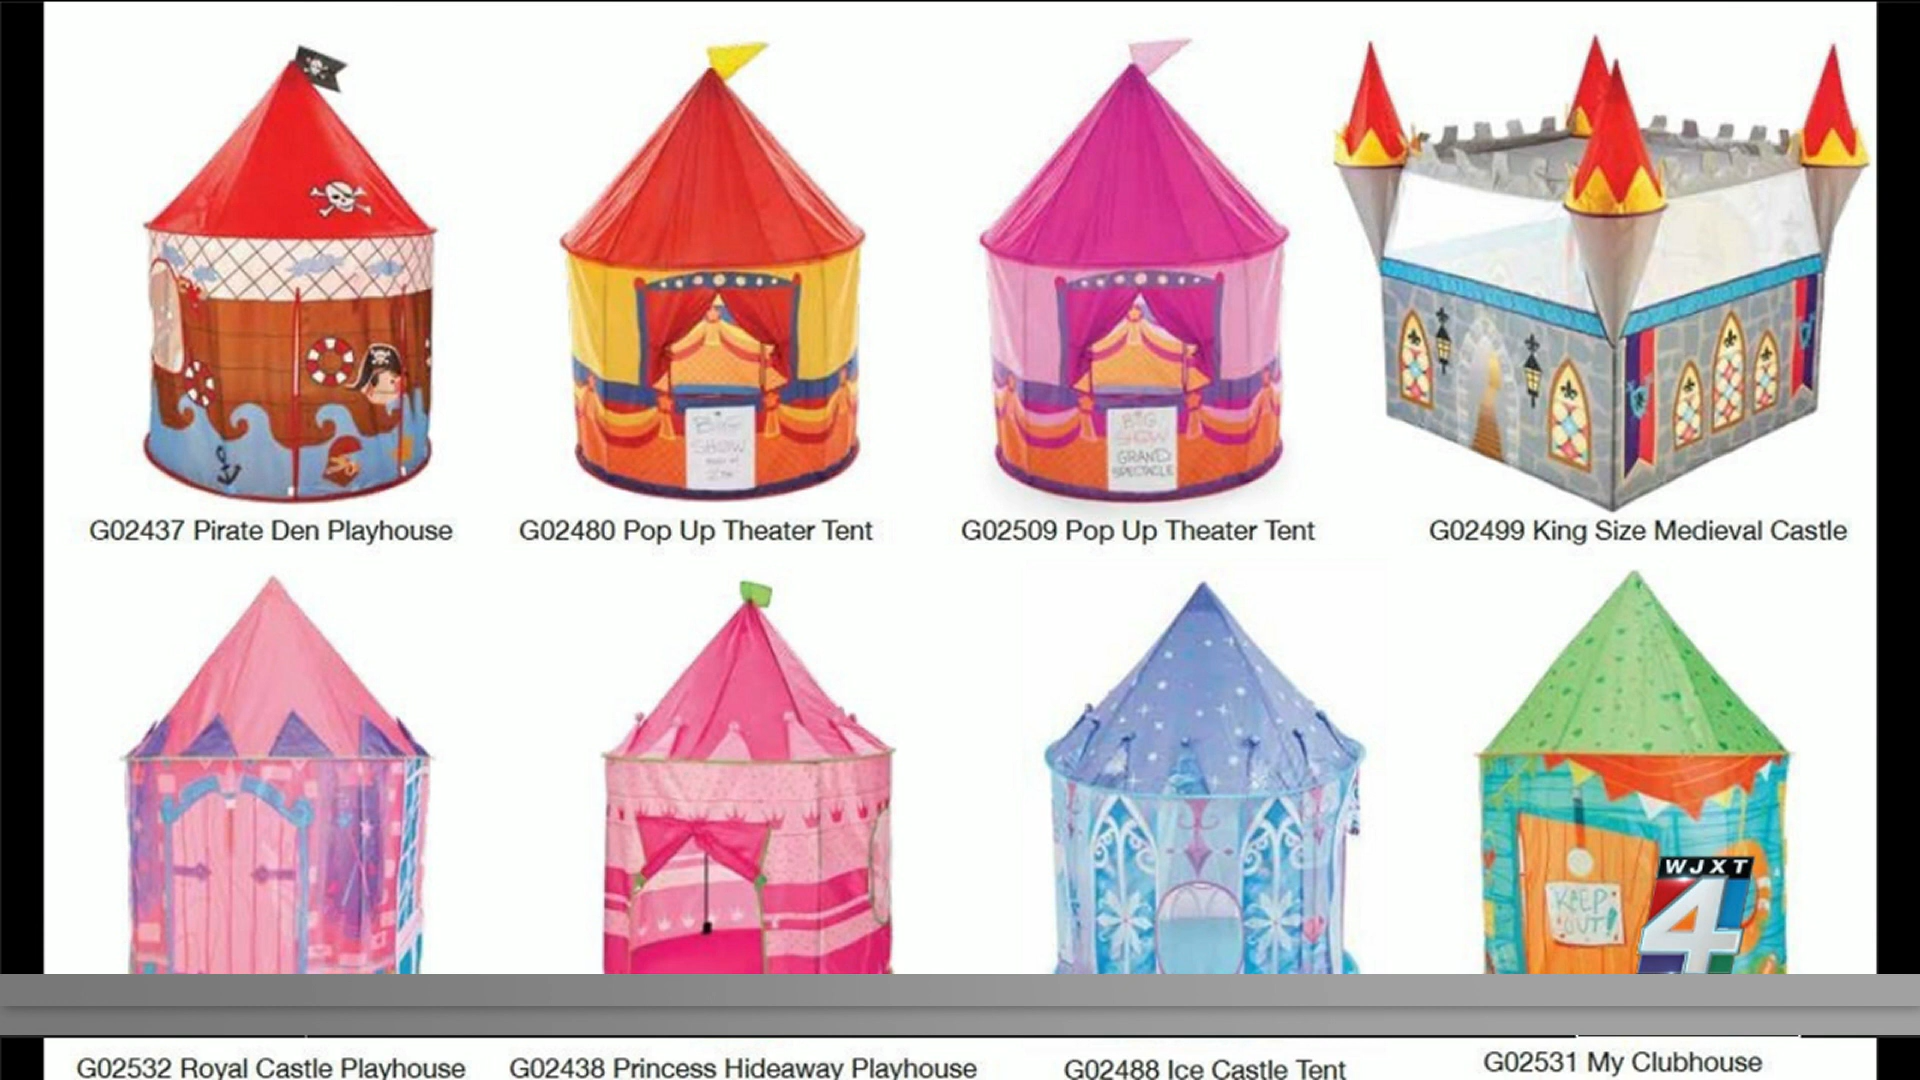 BIG
SHOW
BIG
SHOW
GRAND
SPECTACLE
G02437 Pirate Den Playhouse
G02480 Pop Up Theater Tent
G02509 Pop Up Theater Tent
G02499 King Size Medieval Castle
KEEP
OUT!
WJXT
4
G02532 Royal Castle Playhouse
G02438 Princess Hideaway Playhouse
G02488 Ice Castle Tent
G02531 My Clubhouse